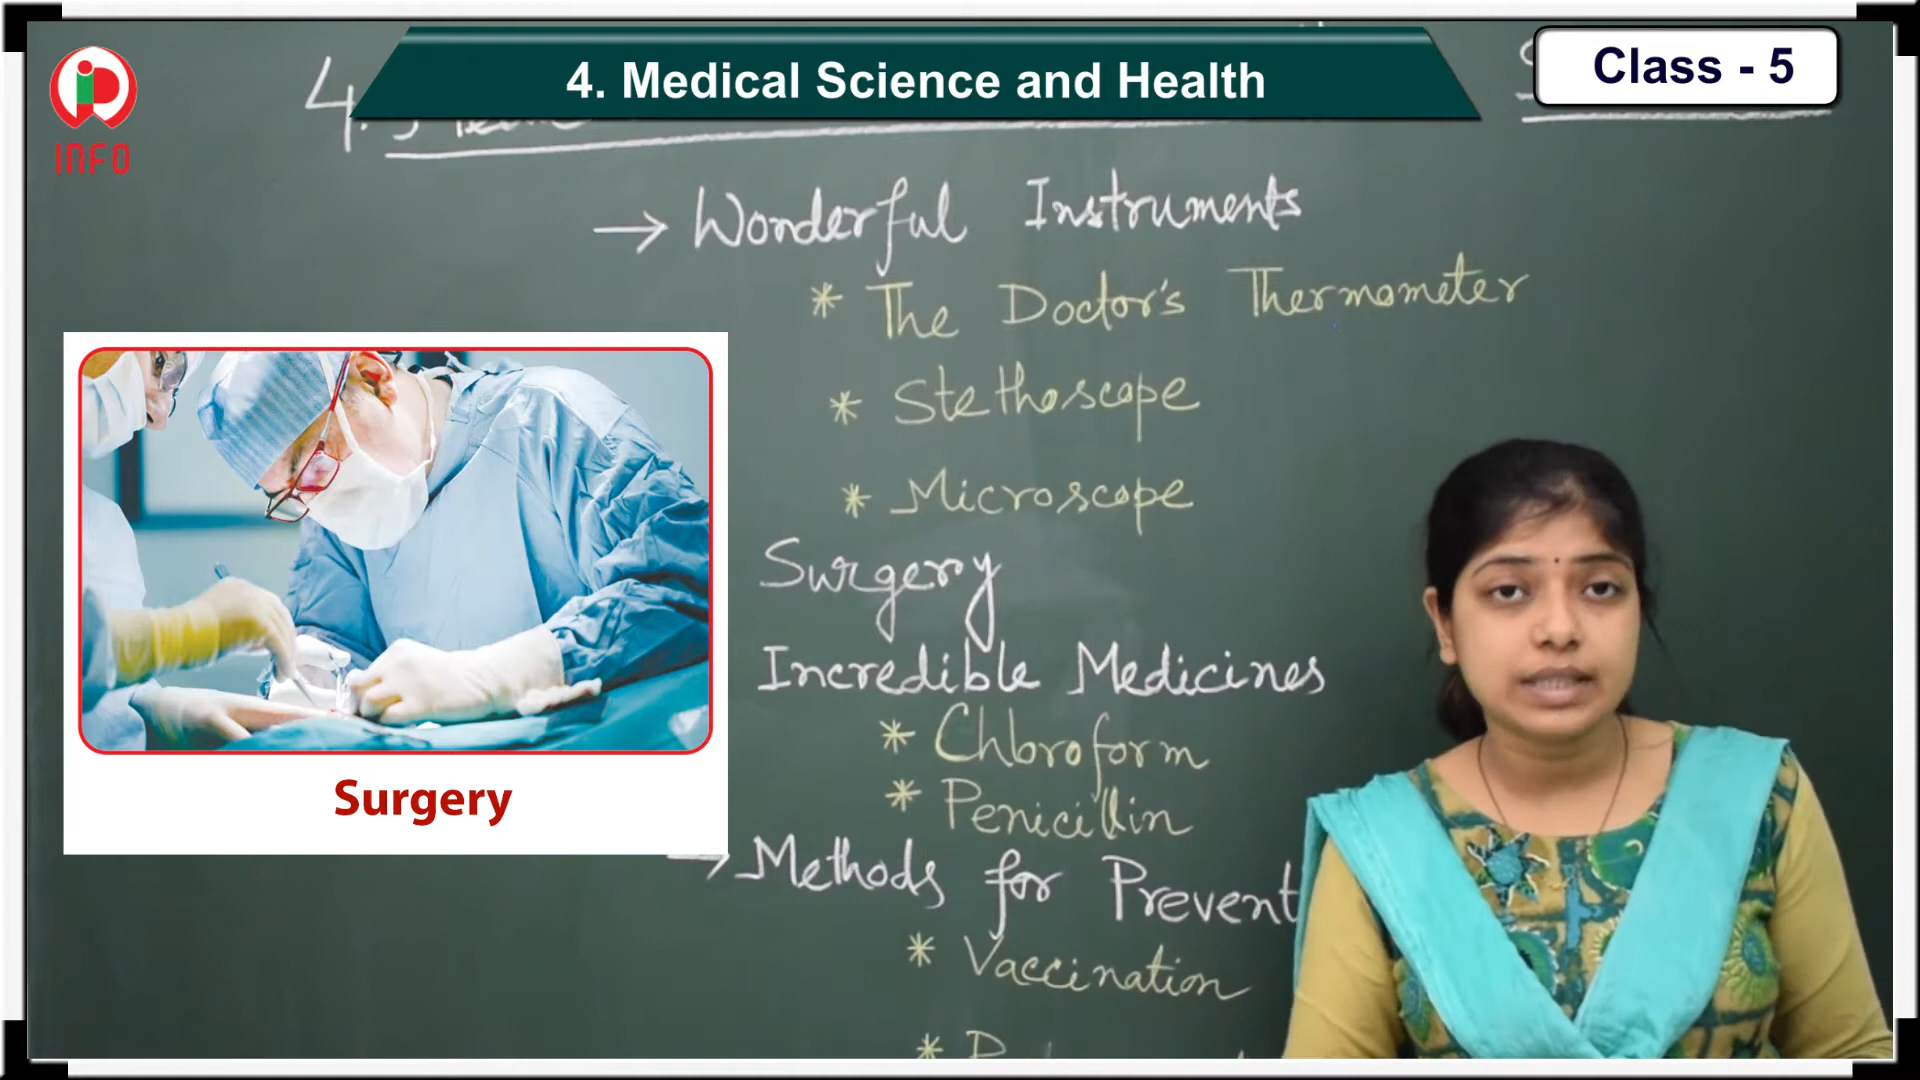 4. Medical Science and Health
Class - 5
INFO
4.
→ Wonderful Instruments
* The Doctor's Thermometer
* Stethoscope
* Microscope
Surgery
Incredible Medicines
* Chloroform
* Penicillin
→ Methods for Prevent
* Vaccination
*
Surgery